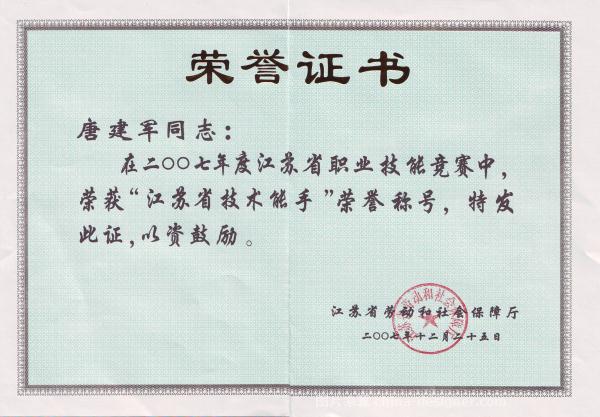 荣誉证书
唐建军同志：
在二〇〇七年度江苏省职业技能竞赛中，
荣获“江苏省技术能手”荣誉称号，特发
此证，以资鼓励。
江苏省劳动和社会保障厅
二〇〇七年十二月二十五日